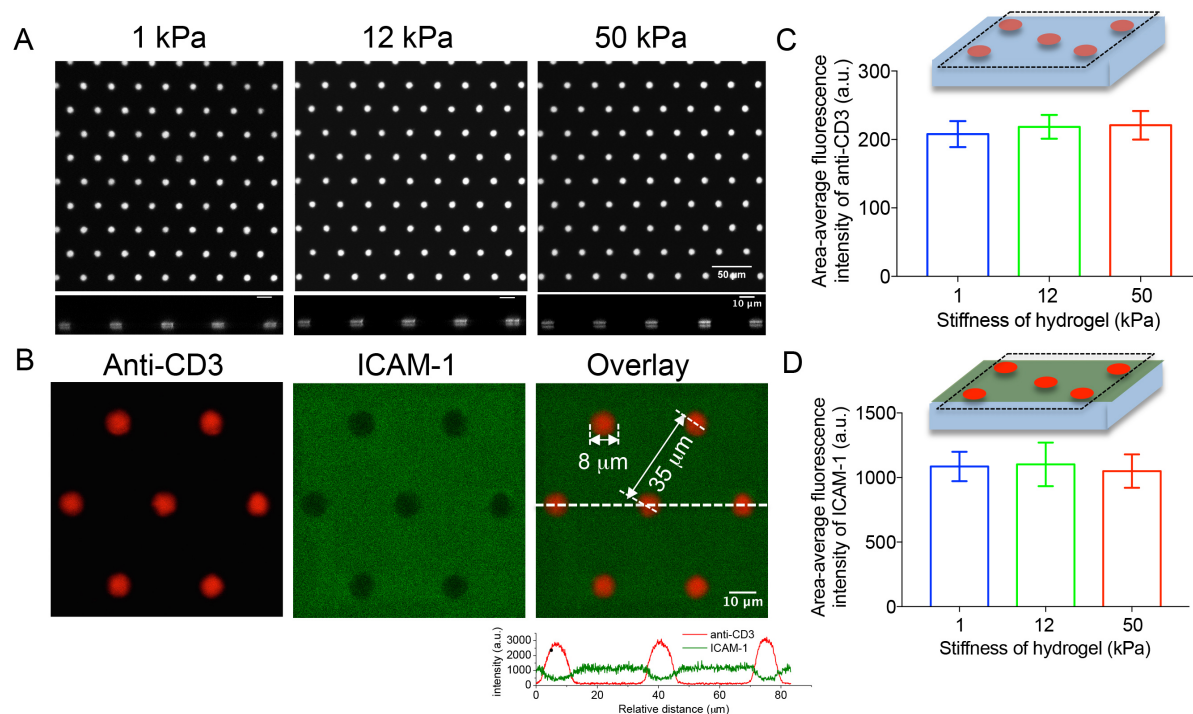 A
1 kPa
12 kPa
50 kPa
50 μm
10 μm
B
Anti-CD3
ICAM-1
Overlay
8 μm
35 μm
10 μm
intensity (a.u.)
3000
2000
1000
0
anti-CD3
ICAM-1
0 20 40 60 80
Relative distance (μm)
C
Area-average fluorescence
intensity of anti-CD3 (a.u.)
300
200
100
0
1 12 50
Stiffness of hydrogel (kPa)
D
Area-average fluorescence
intensity of ICAM-1 (a.u.)
1500
1000
500
0
1 12 50
Stiffness of hydrogel (kPa)